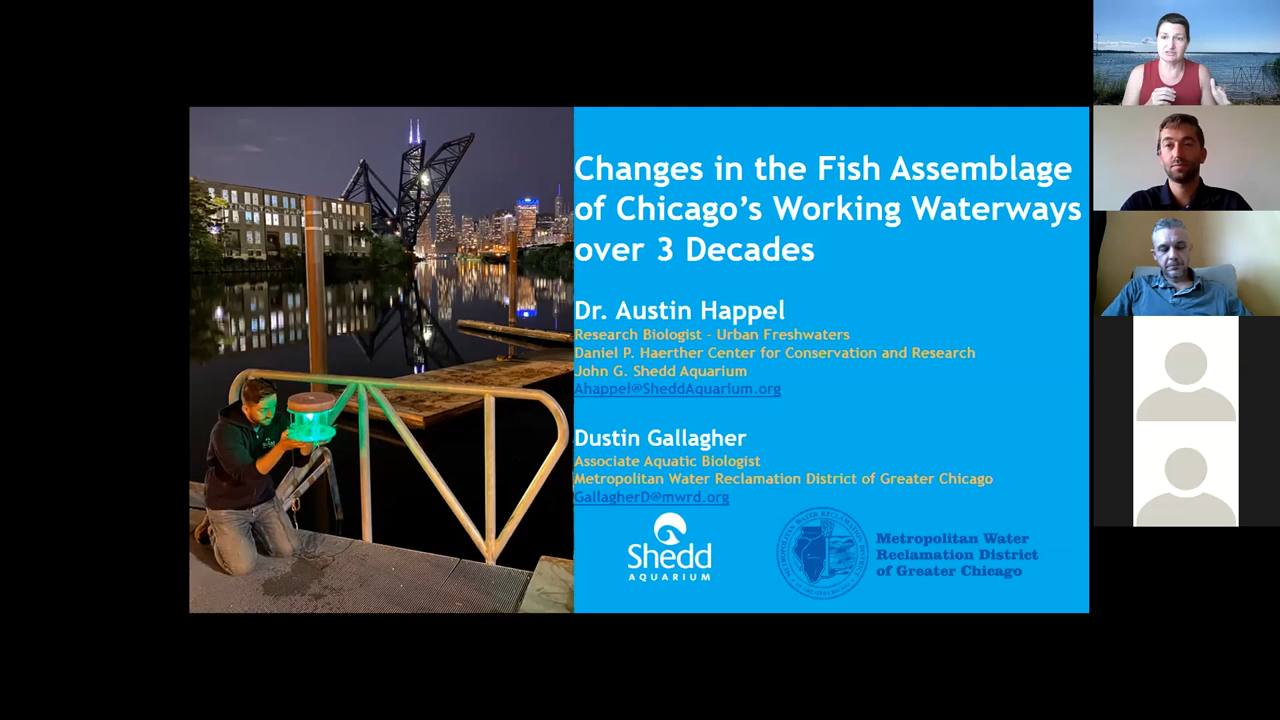 Changes in the Fish Assemblage
of Chicago's Working Waterways
over 3 Decades
Dr. Austin Happel
Research Biologist - Urban Freshwaters
Daniel P. Haerther Center for Conservation and Research
John G. Shedd Aquarium
Ahappel@SheddAquarium.org
Dustin Gallagher
Associate Aquatic Biologist
Metropolitan Water Reclamation District of Greater Chicago
GallagherD@mwrd.org
Shedd
AQUARIUM
Metropolitan Water
Reclamation District
of Greater Chicago